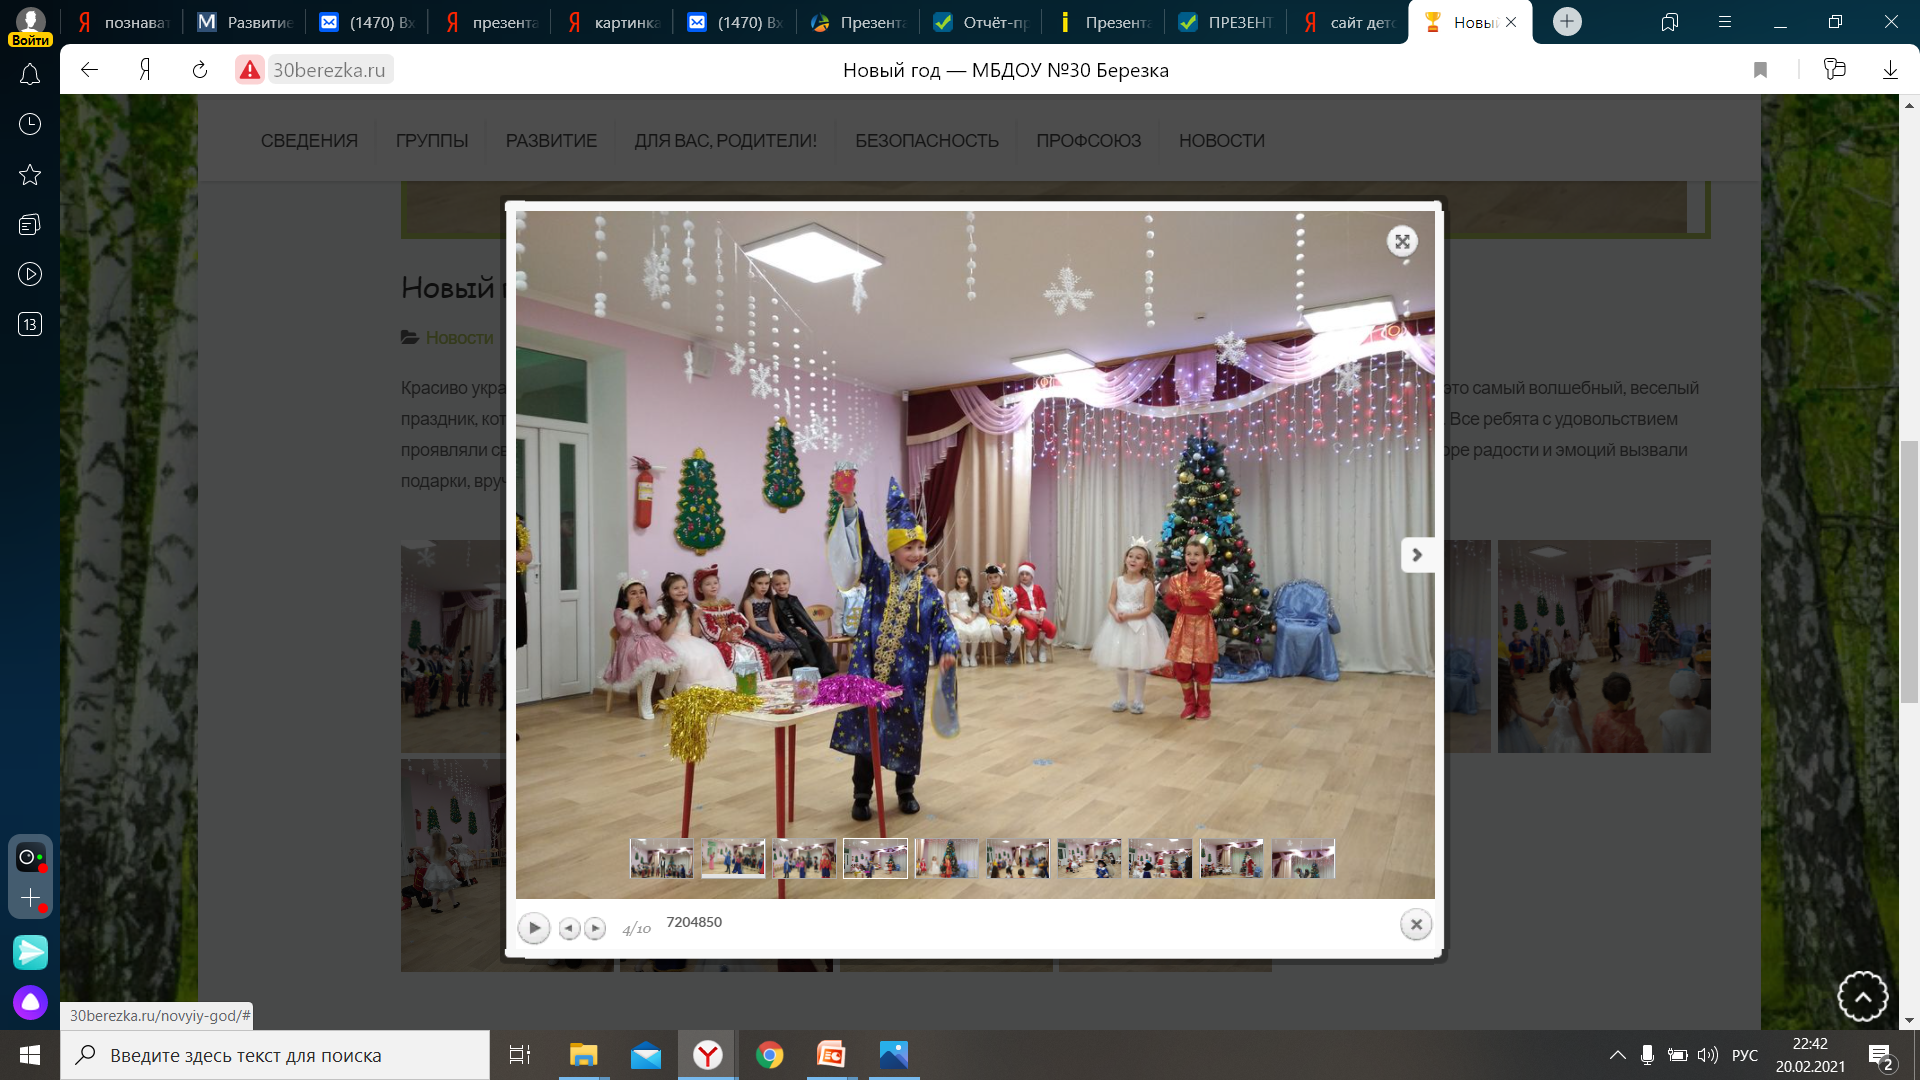 познават
Развитие
(1470) Вх
презента
картинка
(1470) Вх
Презента
Отчёт-пр
Презента
ПРЕЗЕНТ
сайт детс
Новый
Войти
30berezka.ru
Новый год — МБДОУ №30 Березка
13
СВЕДЕНИЯ
ГРУППЫ
РАЗВИТИЕ
ДЛЯ ВАС, РОДИТЕЛИ!
БЕЗОПАСНОСТЬ
ПРОФСОЮЗ
НОВОСТИ
Новый
Новости
Красиво укра
это самый волшебный, веселый
праздник, кот
Все ребята с удовольствием
проявляли св
оре радости и эмоций вызвали
подарки, вруч
4/10
7204850
30berezka.ru/novyiy-god/#
Введите здесь текст для поиска
РУС
22:42
20.02.2021
2